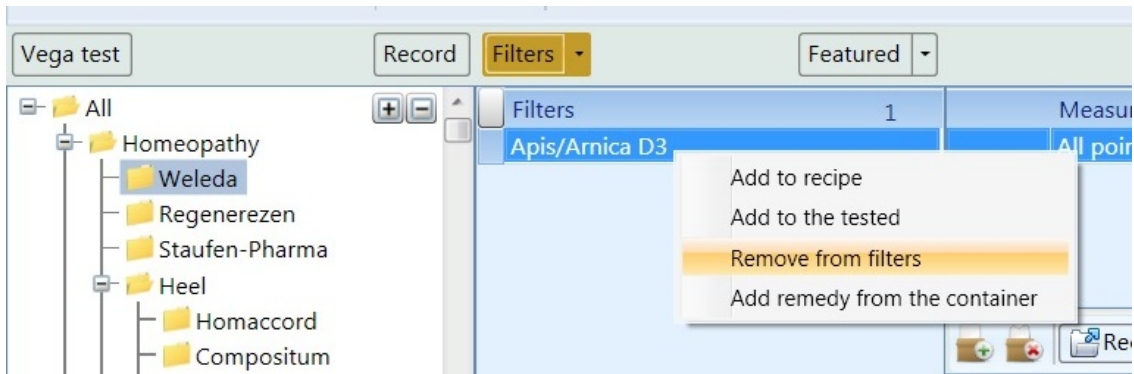 Vega test Record Filters Featured
All
Filters 1
Homeopathy
Apis/Arnica D3
Weleda
Add to recipe
Regenerezen
Add to the tested
Staufen-Pharma
Remove from filters
Heel
Add remedy from the container
Homaccord
Compositum